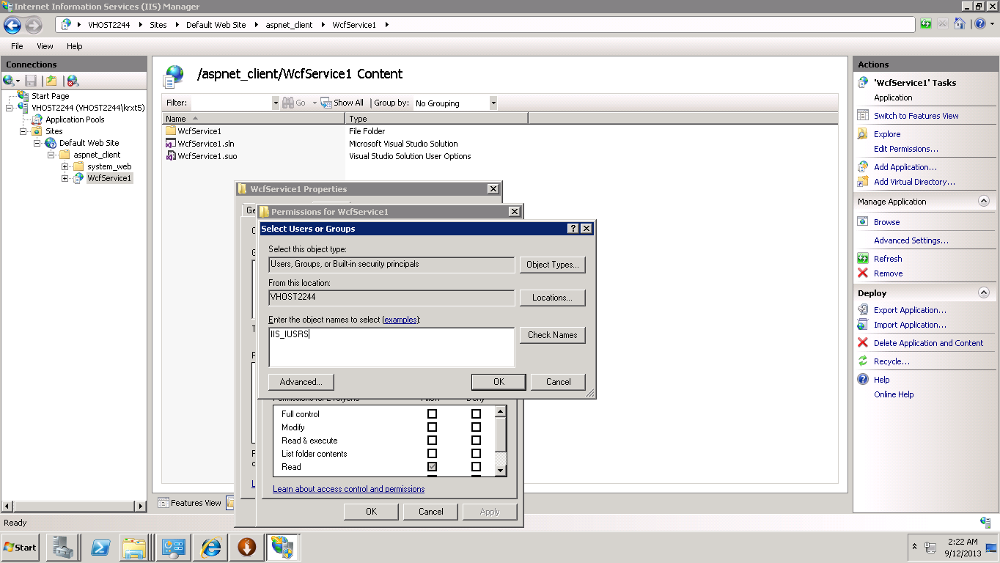 Internet Information Services (IIS) Manager
VHOST2244 Sites Default Web Site aspnet_client WcfService1
File View Help
Connections
Start Page
VHOST2244 (VHOST2244\krxt5)
Application Pools
Sites
Default Web Site
aspnet_client
system_web
WcfService1
/aspnet_client/WcfService1 Content
Filter: Go Show All Group by: No Grouping
Name Type
WcfService1 File Folder
WcfService1.sln Microsoft Visual Studio Solution
WcfService1.suo Visual Studio Solution User Options
WcfService1 Properties
Ge
Permissions for WcfService1
Select Users or Groups
Select this object type:
Users, Groups, or Built-in security principals
Object Types...
From this location:
VHOST2244
Locations...
Enter the object names to select (examples):
IIS_IUSRS
Check Names
Advanced... OK Cancel
Full control
Modify
Read & execute
List folder contents
Read
Learn about access control and permissions
OK Cancel Apply
Features View
Actions
'WcfService1' Tasks
Application
Switch to Features View
Explore
Edit Permissions...
Add Application...
Add Virtual Directory...
Manage Application
Browse
Advanced Settings...
Refresh
Remove
Deploy
Export Application...
Import Application...
Delete Application and Content
Recycle...
Help
Online Help
Ready
Start
2:22 AM
9/12/2013